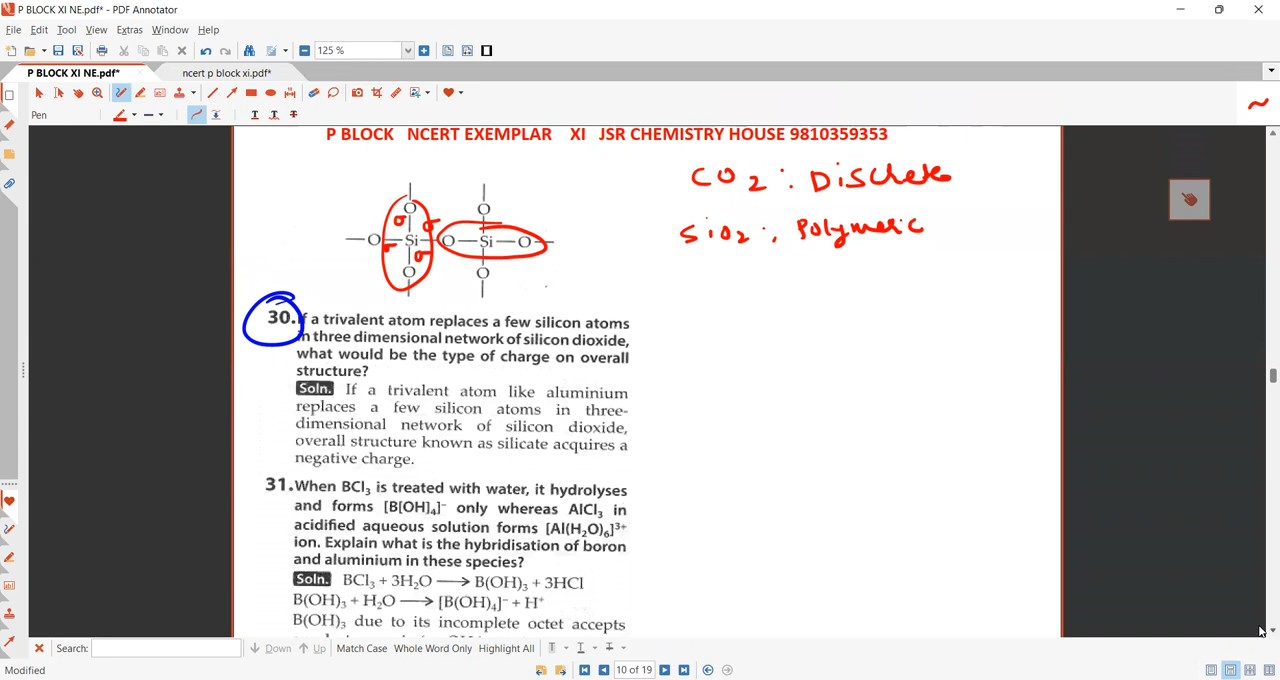 P BLOCK XI NE.pdf* - PDF Annotator
File Edit Tool View Extras Window Help
125 %
P BLOCK XI NE.pdf* ncert p block xi.pdf*
Pen
P BLOCK NCERT EXEMPLAR XI JSR CHEMISTRY HOUSE 9810359353
CO2 : Discrete
SiO2 : Polymeric
O O
σ σ
—O—Si—O—Si—O—
σ σ
O O
30. If a trivalent atom replaces a few silicon atoms
in three dimensional network of silicon dioxide,
what would be the type of charge on overall
structure?
Soln. If a trivalent atom like aluminium
replaces a few silicon atoms in three-
dimensional network of silicon dioxide,
overall structure known as silicate acquires a
negative charge.
31. When BCl₃ is treated with water, it hydrolyses
and forms [B[OH]₄]⁻ only whereas AlCl₃ in
acidified aqueous solution forms [Al(H₂O)₆]³⁺
ion. Explain what is the hybridisation of boron
and aluminium in these species?
Soln. BCl₃ + 3H₂O ⟶ B(OH)₃ + 3HCl
B(OH)₃ + H₂O ⟶ [B(OH)₄]⁻ + H⁺
B(OH)₃ due to its incomplete octet accepts
Search: Down Up Match Case Whole Word Only Highlight All
Modified 10 of 19